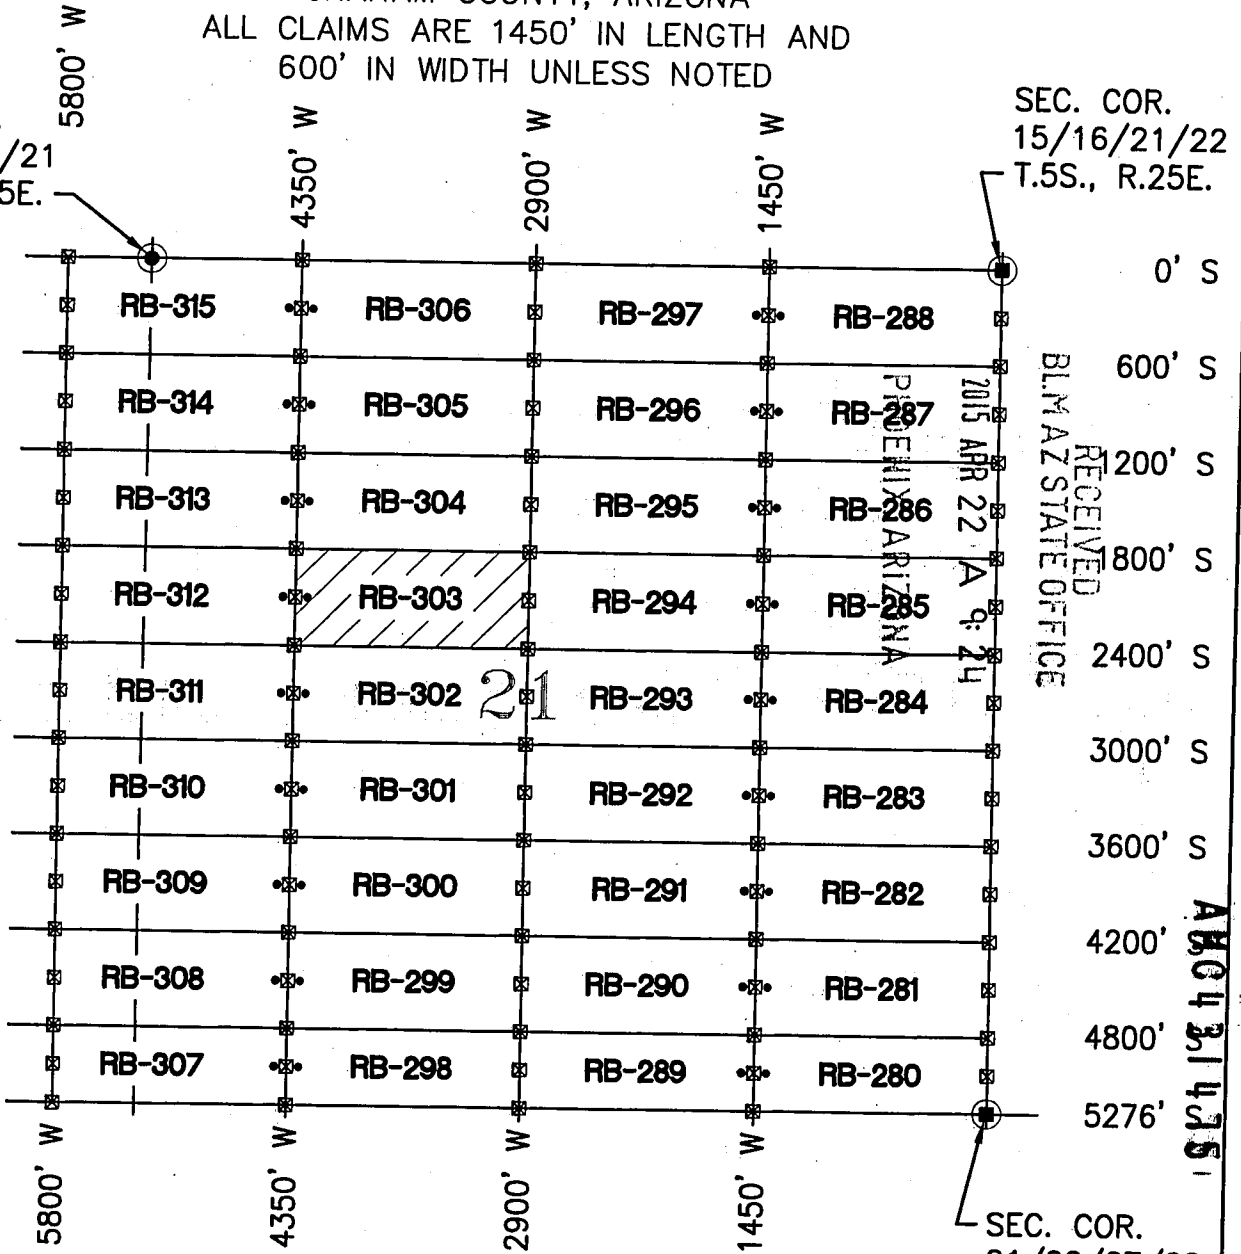 ALL CLAIMS ARE 1450' IN LENGTH AND
600' IN WIDTH UNLESS NOTED
5800' W
4350' W
2900' W
1450' W
SEC. COR.
15/16/21/22
T.5S., R.25E.
/21
5E.
0' S
RB-315 RB-306 RB-297 RB-288
600' S
RB-314 RB-305 RB-296 RB-287
1200' S
RB-313 RB-304 RB-295 RB-286
1800' S
RB-312 RB-303 RB-294 RB-285
2400' S
RB-311 RB-302 RB-293 RB-284
21
3000' S
RB-310 RB-301 RB-292 RB-283
3600' S
RB-309 RB-300 RB-291 RB-282
4200'
RB-308 RB-299 RB-290 RB-281
4800'
RB-307 RB-298 RB-289 RB-280
5276' S
RECEIVED
BLM AZ STATE OFFICE
2015 APR 22 A 9:24
PHOENIX ARIZONA
5800' W
4350' W
2900' W
1450' W
SEC. COR.